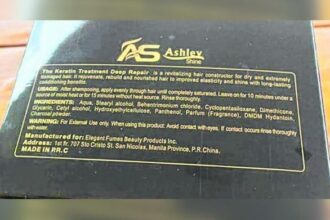 AS Ashley
Shine
The Keratin Treatment Deep Repair is a revitalizing hair constructor for dry and extremely
damaged hair. It rejuvenate, rebuild and nourished hair to improve elasticity and shine with long-lasting
conditioning benefits.
USAGE: After shampooing, apply evenly through hair until completely saturated. Leave on for 10 minutes under
source of moist heat or for 15 minutes without heat source. Rinse thoroughly.
INGREDIENTS: Aqua, Stearyl alcohol, Behentrimonium chloride, Cyclopentasiloxane, Dimethicone
Glycerin, Cetyl alcohol, Hydroxyethylcellulose, Panthenol, Parfum (Fragrance), DMDM Hydantoin,
Charcoal powder.
WARNING: For External Use only. When using this product: Avoid contact with eyes. If contact occurs rinse thoroughly
with water.
Manufactured for: Elegant Fumes Beauty Products Inc.
Address: 1st flr. 707 Sto Cristo St. San Nicolas, Manila Province, P.R.China.
MADE IN P.R.C